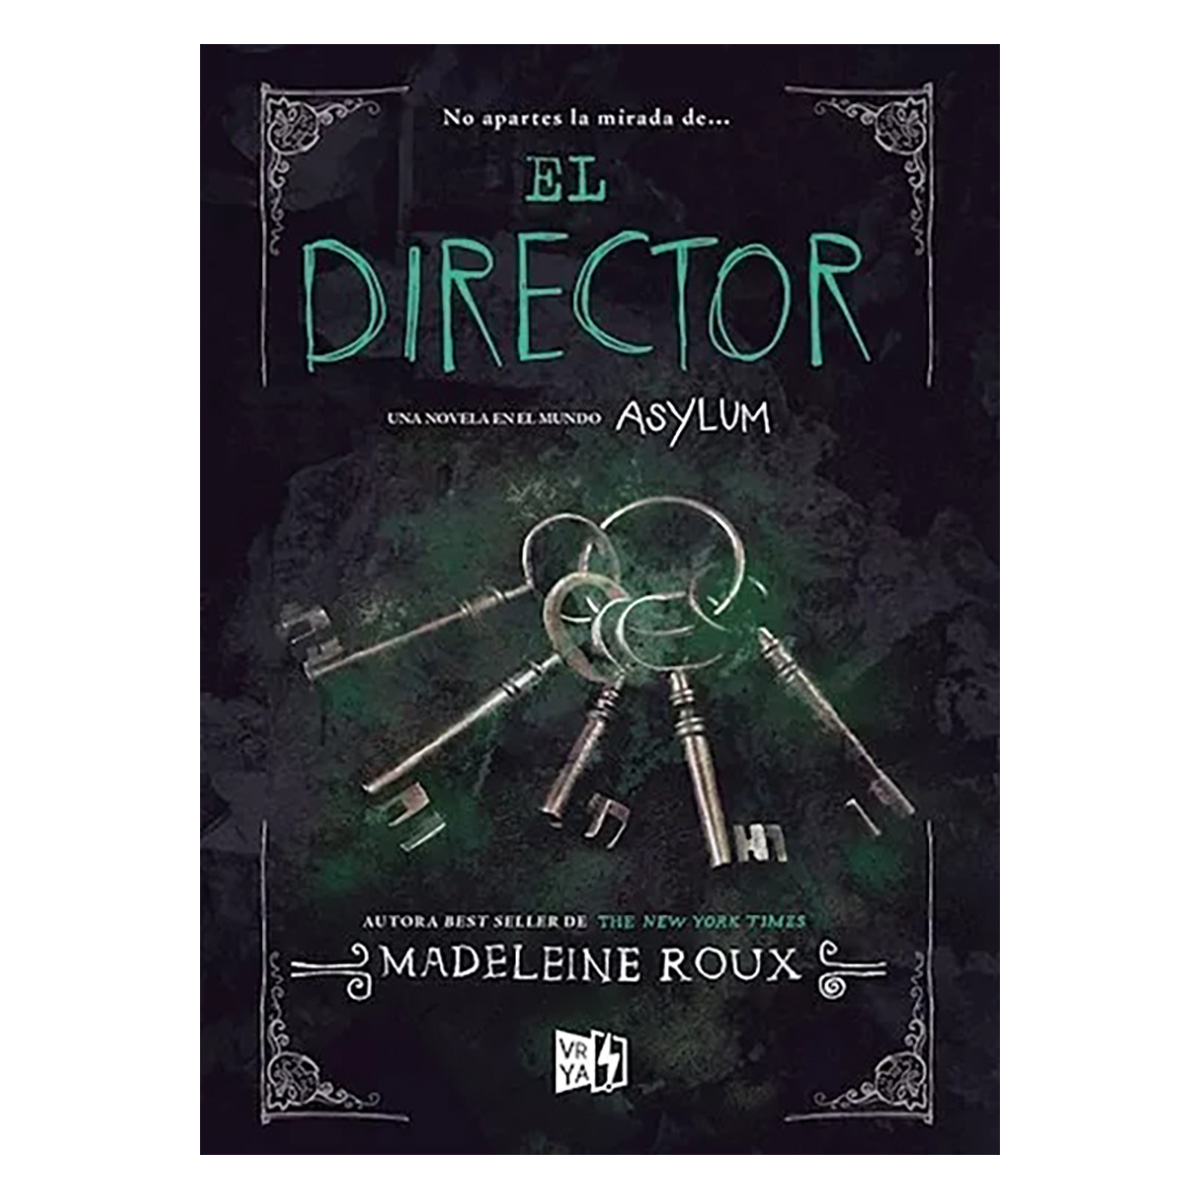 No apartes la mirada de...
EL
DIRECTOR
UNA NOVELA EN EL MUNDO ASYLUM
AUTORA BEST SELLER DE THE NEW YORK TIMES
MADELEINE ROUX
VR
YA